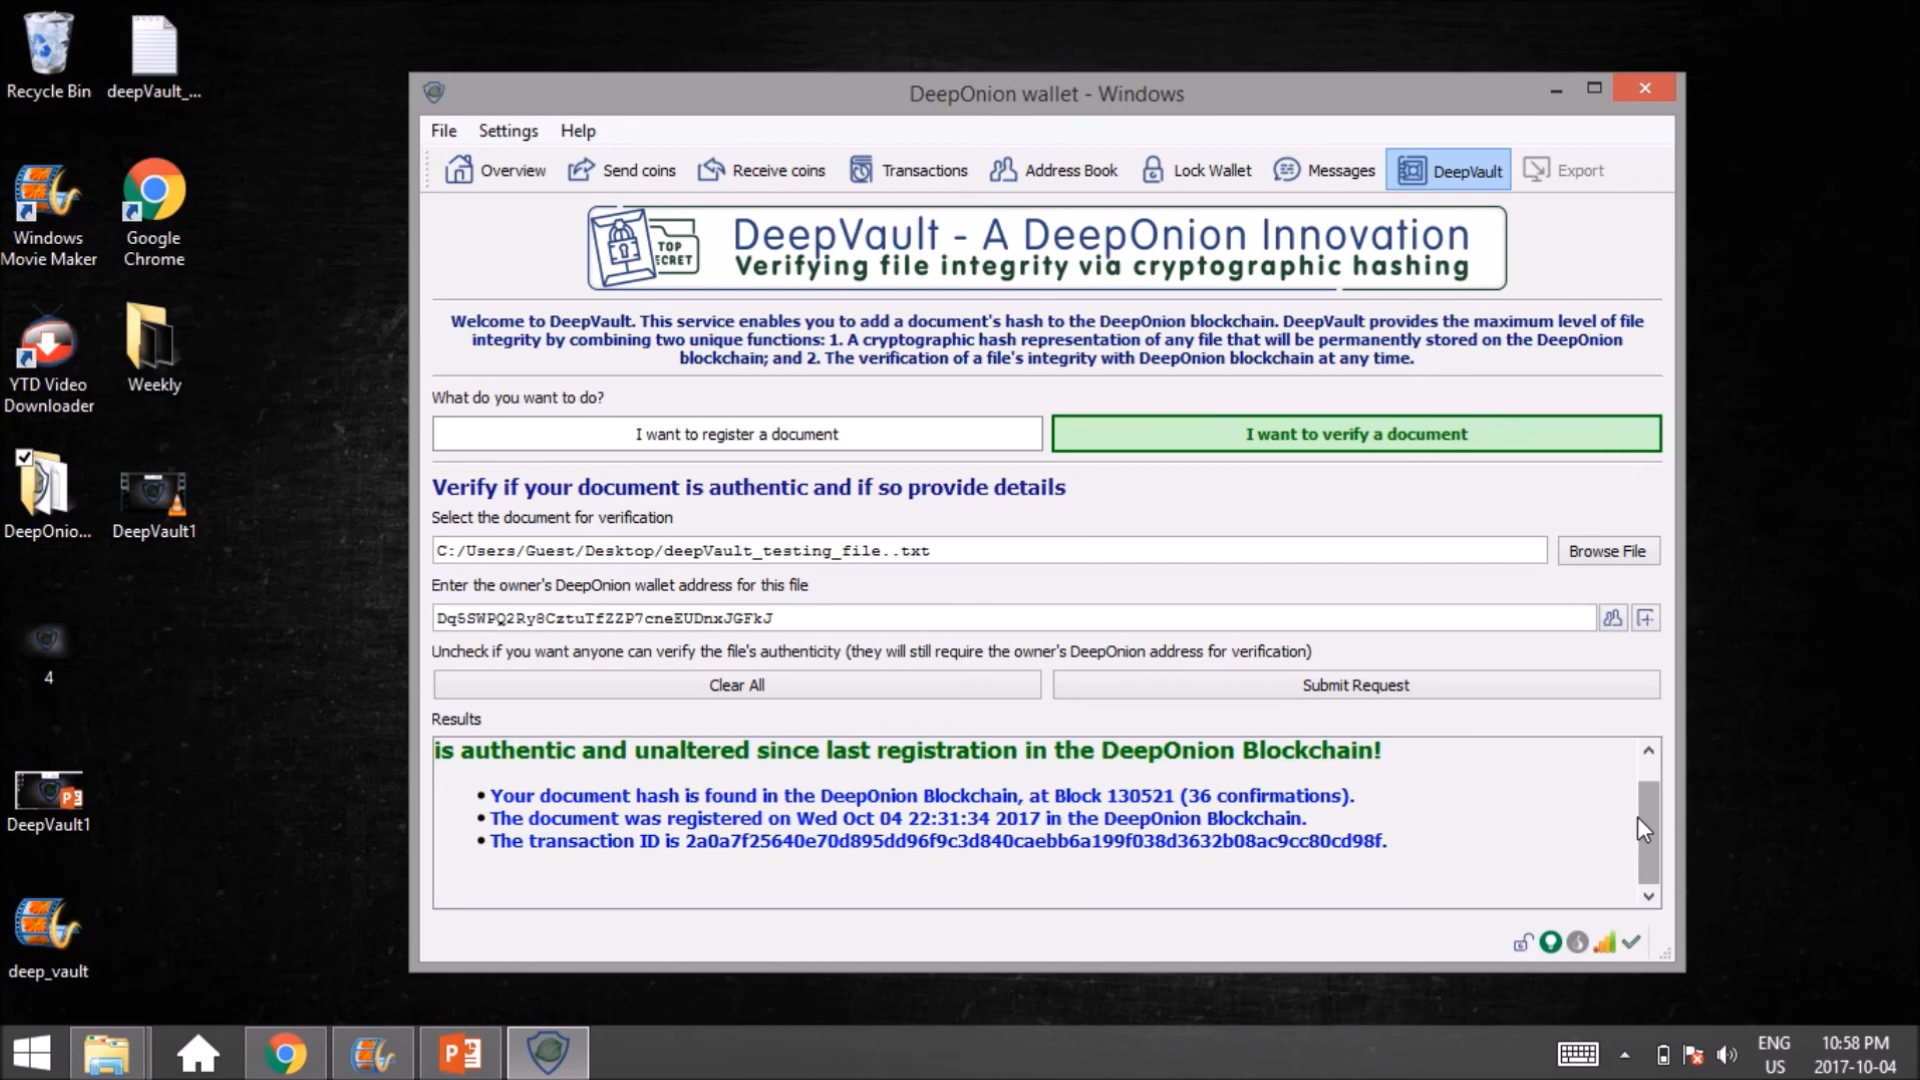 Recycle Bin
deepVault_...
Windows
Movie Maker
Google
Chrome
YTD Video
Downloader
Weekly
DeepOnio...
DeepVault1
4
DeepVault1
deep_vault
DeepOnion wallet - Windows
File Settings Help
Overview Send coins Receive coins Transactions Address Book Lock Wallet Messages DeepVault Export
TOP
SECRET
DeepVault - A DeepOnion Innovation
Verifying file integrity via cryptographic hashing
Welcome to DeepVault. This service enables you to add a document's hash to the DeepOnion blockchain. DeepVault provides the maximum level of file
integrity by combining two unique functions: 1. A cryptographic hash representation of any file that will be permanently stored on the DeepOnion
blockchain; and 2. The verification of a file's integrity with DeepOnion blockchain at any time.
What do you want to do?
I want to register a document I want to verify a document
Verify if your document is authentic and if so provide details
Select the document for verification
C:/Users/Guest/Desktop/deepVault_testing_file..txt Browse File
Enter the owner's DeepOnion wallet address for this file
Dq5SWPQ2Ry8CztuTfZZP7cneEUDnxJGFkJ
Uncheck if you want anyone can verify the file's authenticity (they will still require the owner's DeepOnion address for verification)
Clear All Submit Request
Results
is authentic and unaltered since last registration in the DeepOnion Blockchain!
• Your document hash is found in the DeepOnion Blockchain, at Block 130521 (36 confirmations).
• The document was registered on Wed Oct 04 22:31:34 2017 in the DeepOnion Blockchain.
• The transaction ID is 2a0a7f25640e70d895dd96f9c3d840caebb6a199f038d3632b08ac9cc80cd98f.
ENG 10:58 PM
US 2017-10-04